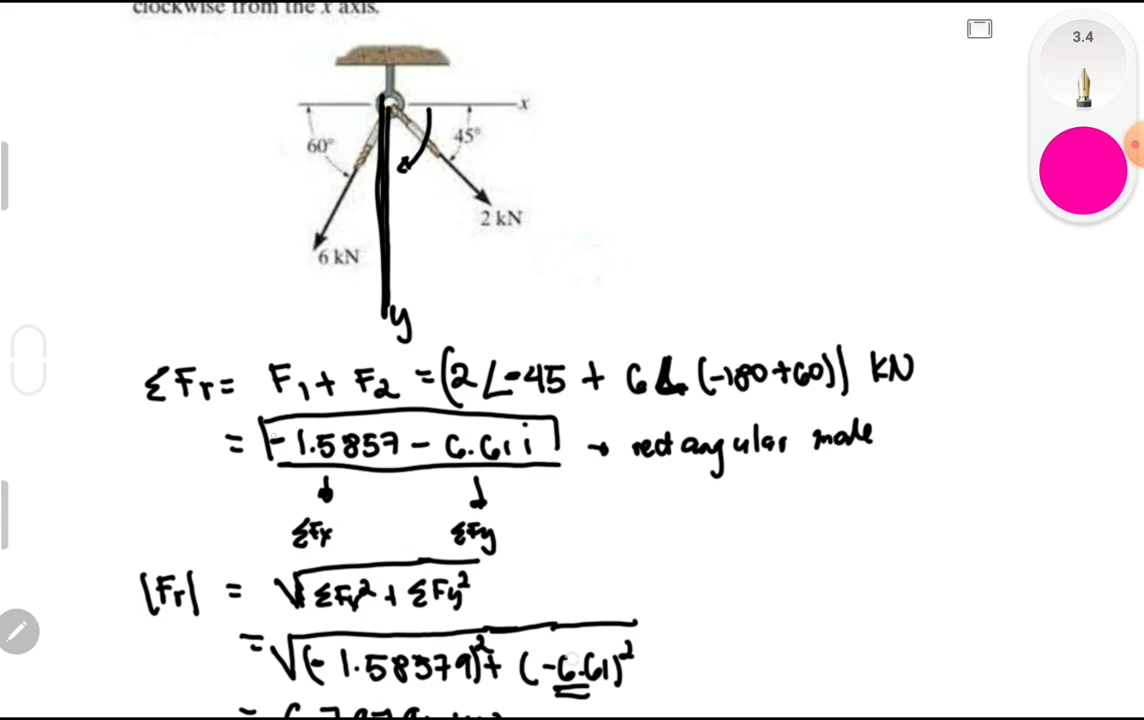 clockwise from the x axis.
3.4
x
60°
45°
2 kN
6 kN
y
ΣFr = F₁ + F₂ = (2∠-45 + 6∠(-180+60)) kN
= -1.5857 - 6.61i → rectangular mode
ΣFx ΣFy
|Fr| = √ΣFx² + ΣFy²
= √(-1.58579)² + (-6.61)²